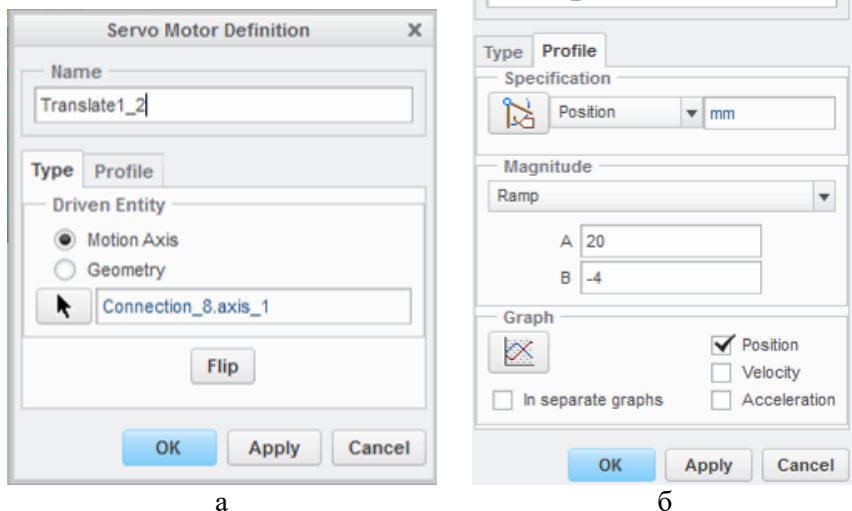 Servo Motor Definition
Name
Translate1_2
Type Profile
Driven Entity
Motion Axis
Geometry
Connection_8.axis_1
Flip
OK Apply Cancel
а
Type Profile
Specification
Position mm
Magnitude
Ramp
A 20
B -4
Graph
Position
Velocity
In separate graphs Acceleration
OK Apply Cancel
б